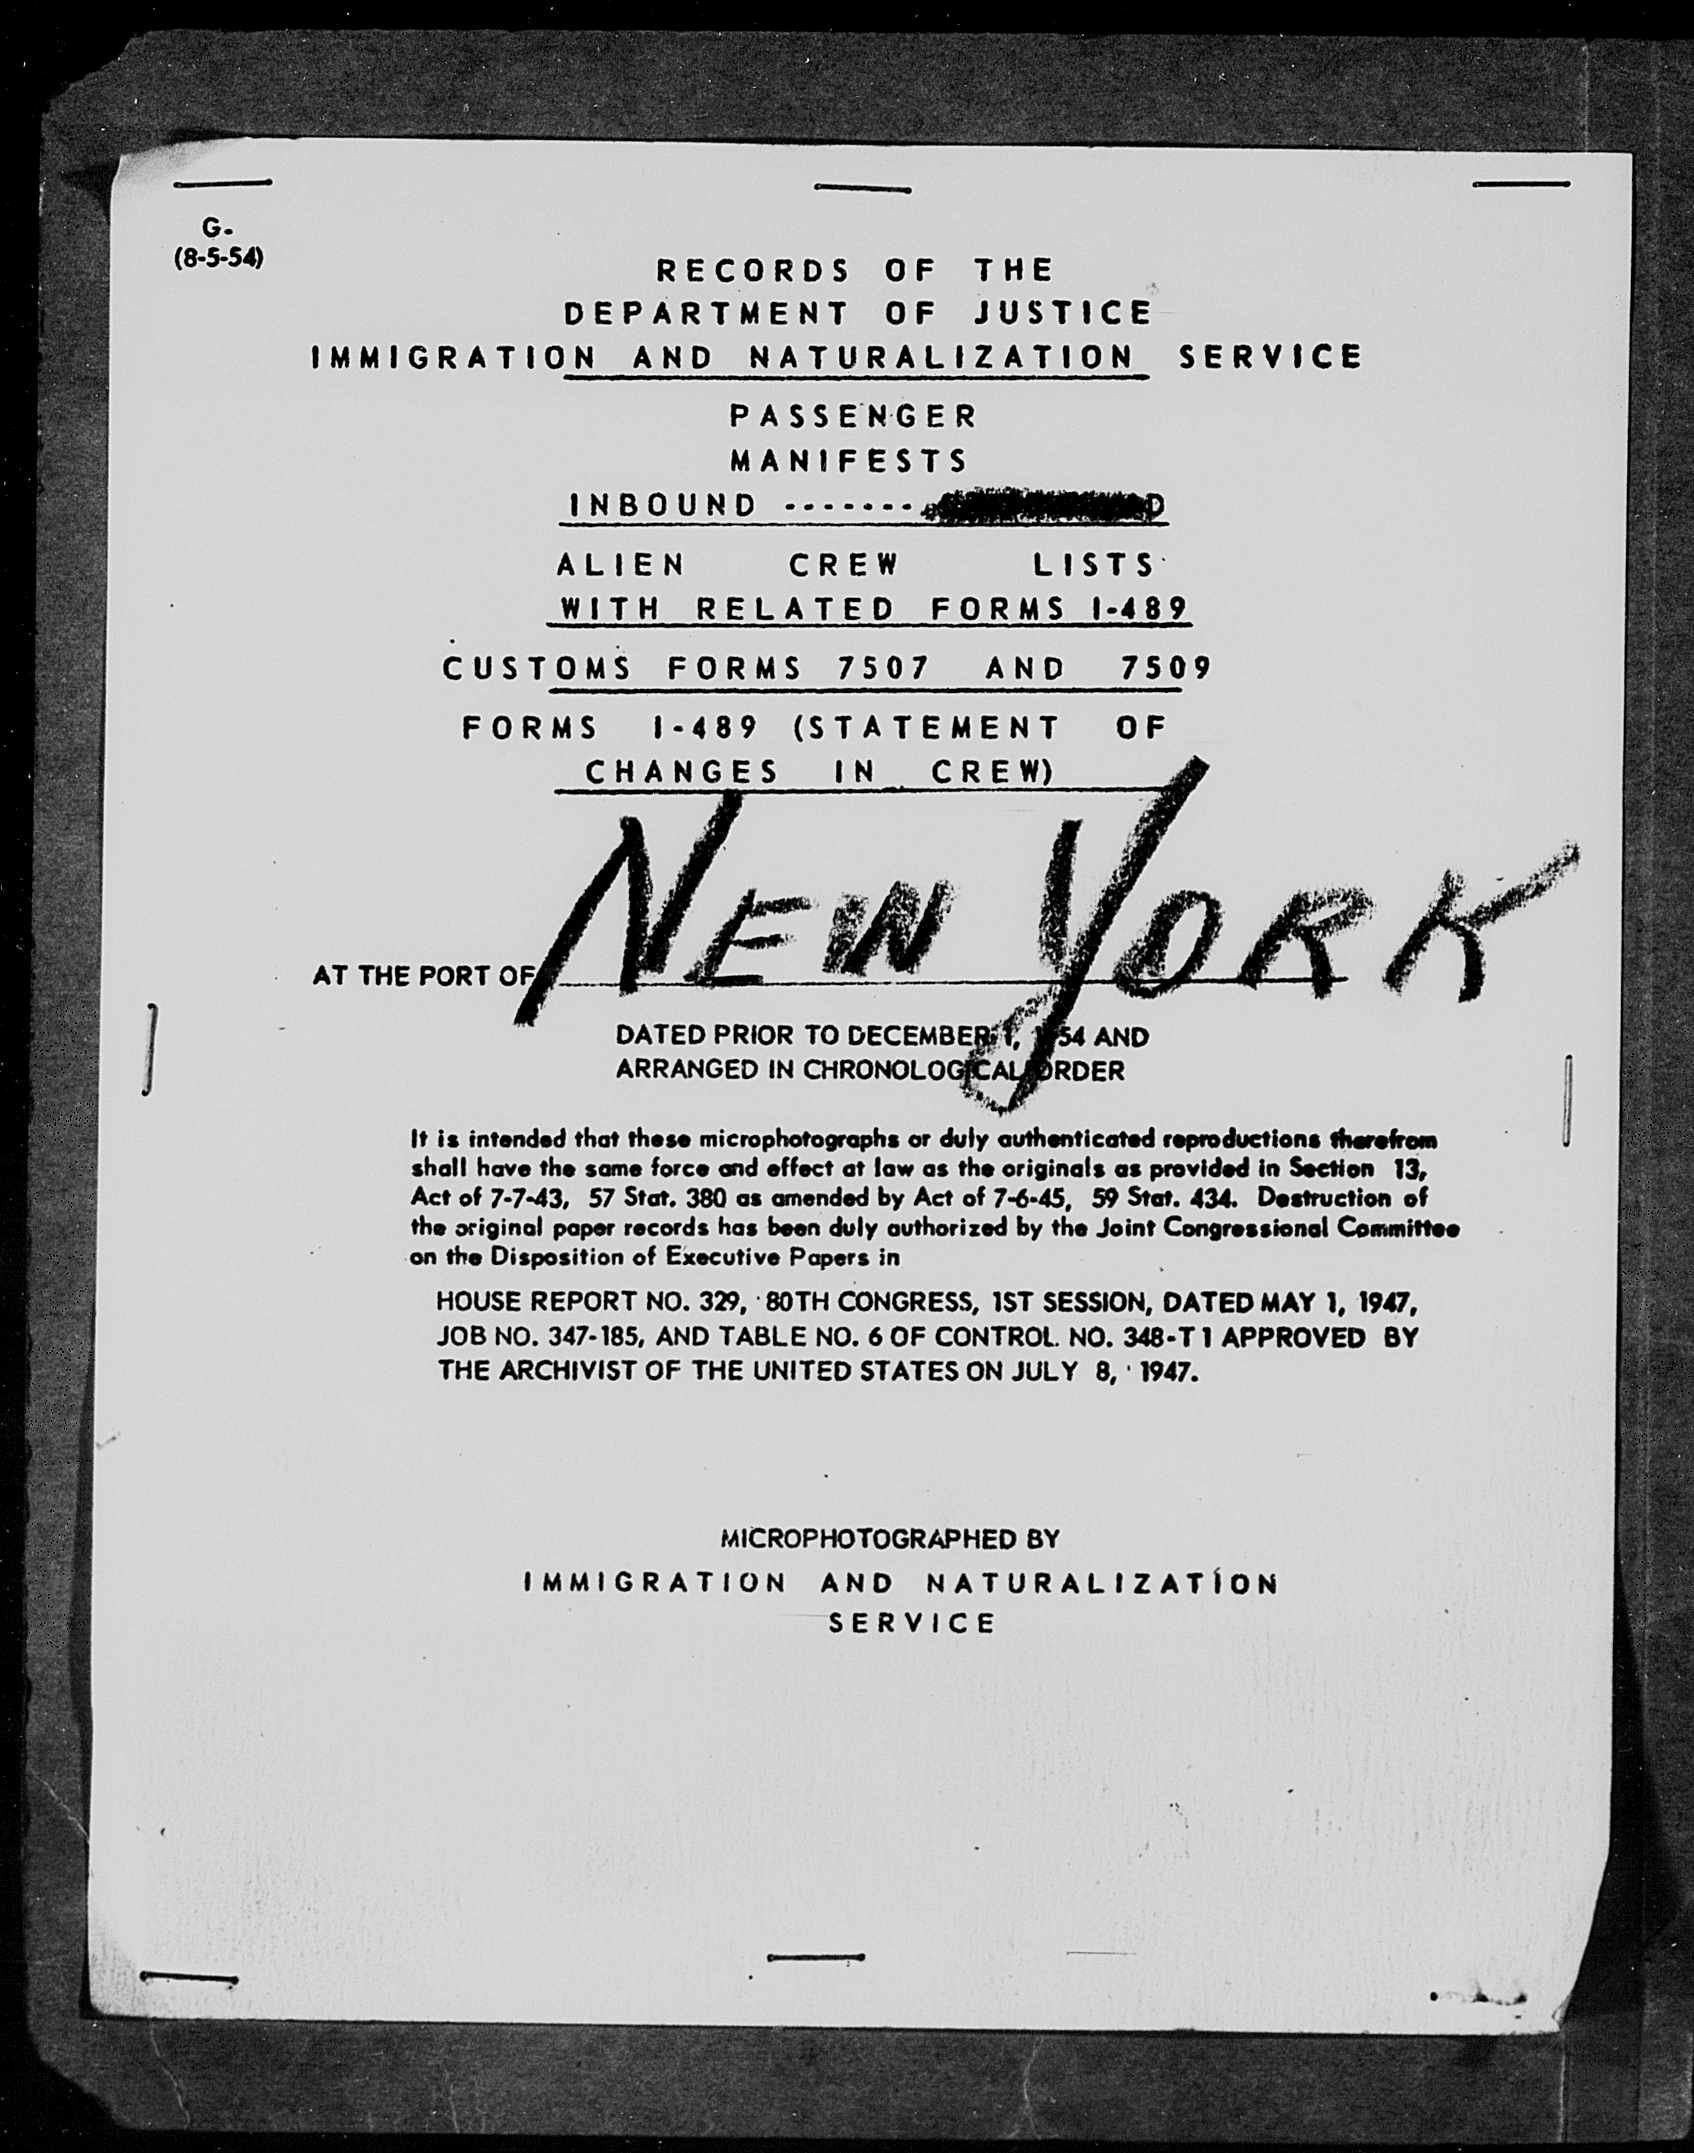 G-
(8-5-54)
RECORDS OF THE
DEPARTMENT OF JUSTICE
IMMIGRATION AND NATURALIZATION SERVICE
PASSENGER
MANIFESTS
INBOUND -------
ALIEN CREW LISTS
WITH RELATED FORMS I-489
CUSTOMS FORMS 7507 AND 7509
FORMS I-489 (STATEMENT OF
CHANGES IN CREW)
AT THE PORT OF NEW YORK
DATED PRIOR TO DECEMBER 1, 1954 AND
ARRANGED IN CHRONOLOGICAL ORDER
It is intended that these microphotographs or duly authenticated reproductions therefrom
shall have the same force and effect at law as the originals as provided in Section 13,
Act of 7-7-43, 57 Stat. 380 as amended by Act of 7-6-45, 59 Stat. 434. Destruction of
the original paper records has been duly authorized by the Joint Congressional Committee
on the Disposition of Executive Papers in
HOUSE REPORT NO. 329, 80TH CONGRESS, 1ST SESSION, DATED MAY 1, 1947,
JOB NO. 347-185, AND TABLE NO. 6 OF CONTROL NO. 348-T1 APPROVED BY
THE ARCHIVIST OF THE UNITED STATES ON JULY 8, 1947.
MICROPHOTOGRAPHED BY
IMMIGRATION AND NATURALIZATION
SERVICE